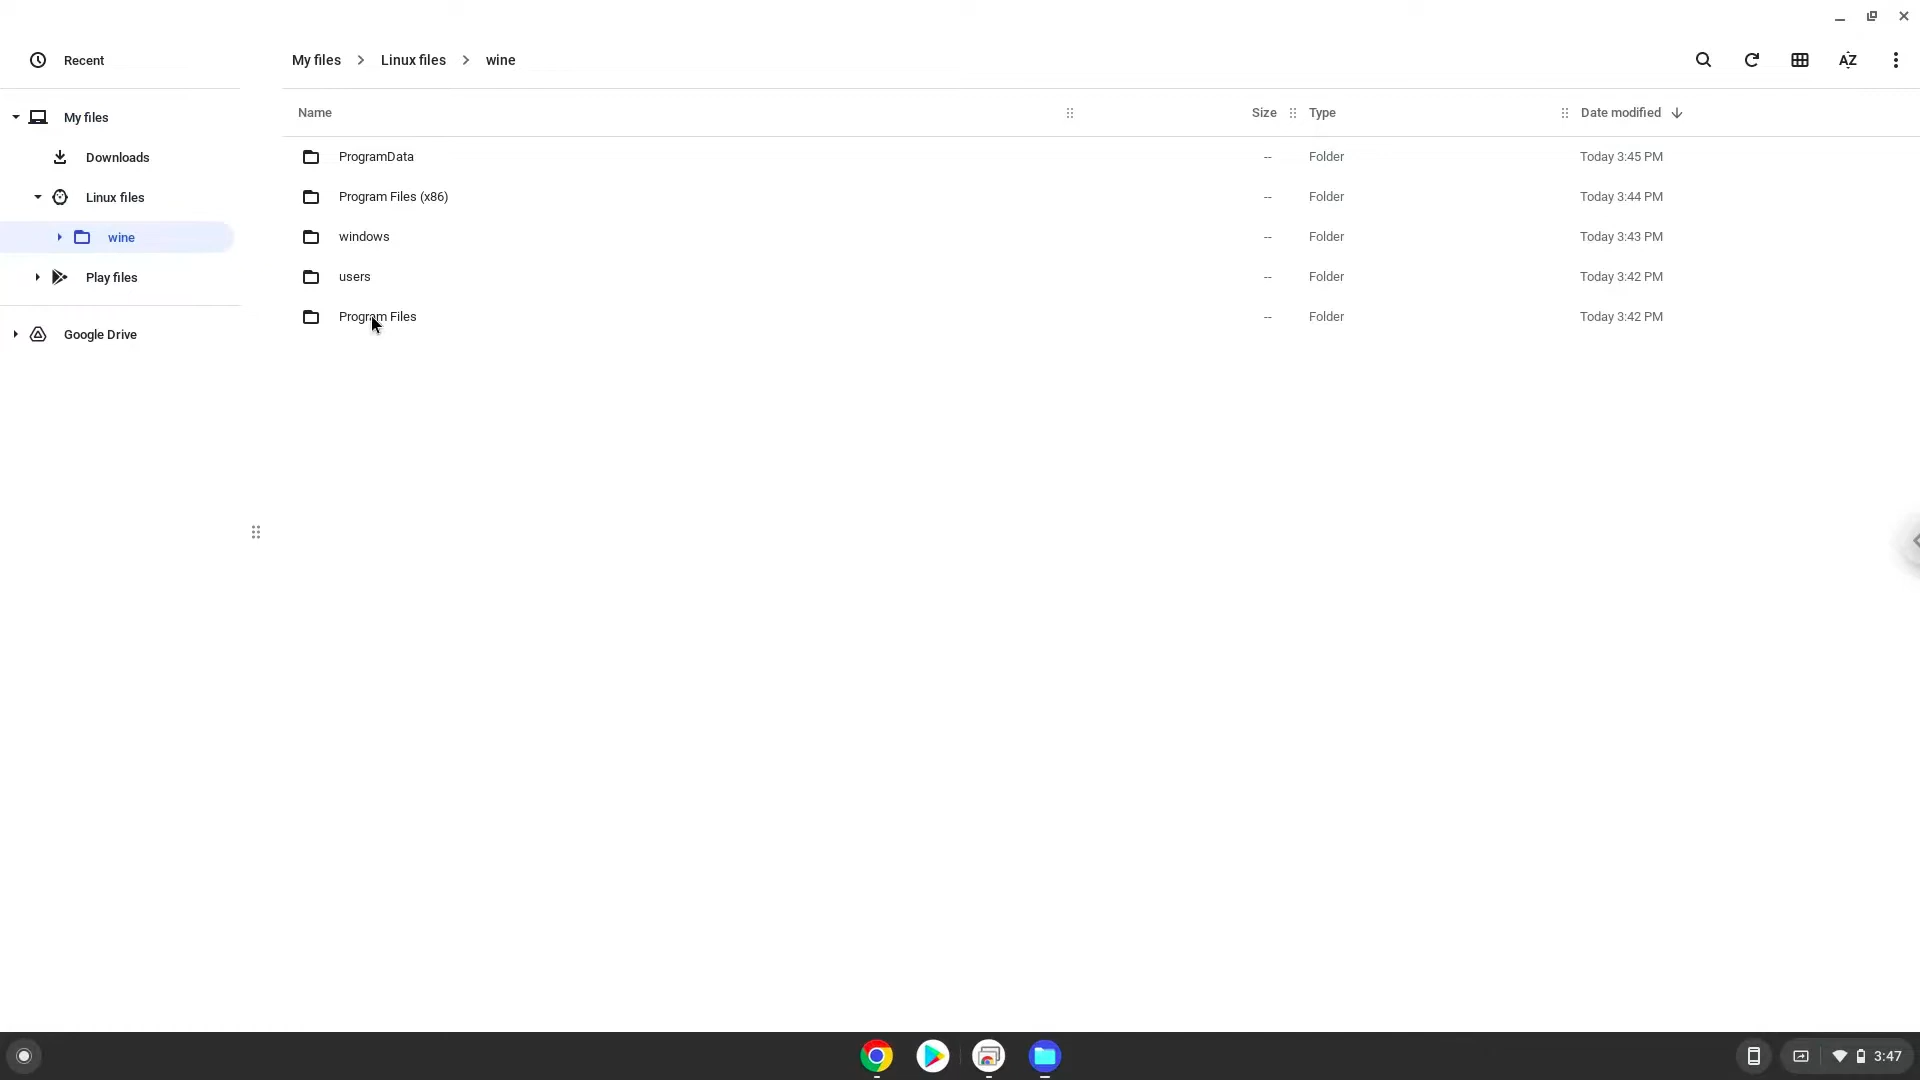 Recent
My files
Downloads
Linux files
wine
Play files
Google Drive
My files > Linux files > wine
AZ
Name Size Type Date modified
ProgramData -- Folder Today 3:45 PM
Program Files (x86) -- Folder Today 3:44 PM
windows -- Folder Today 3:43 PM
users -- Folder Today 3:42 PM
Program Files -- Folder Today 3:42 PM
3:47